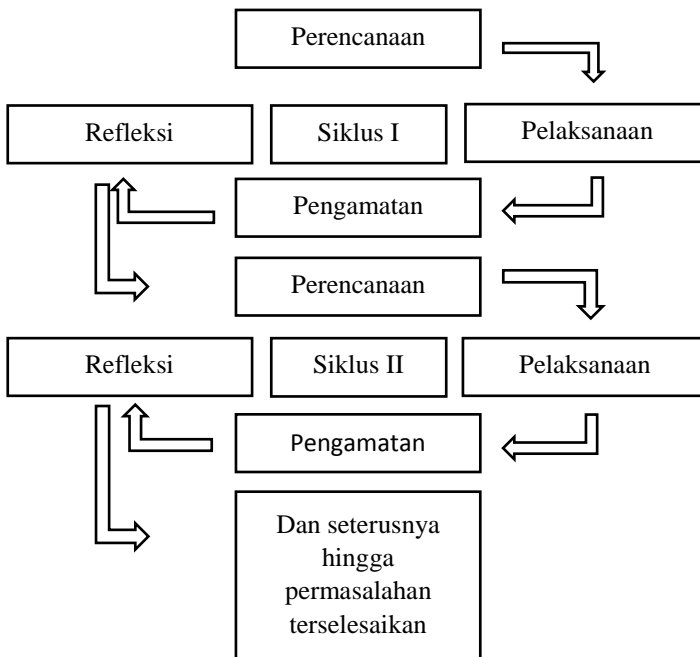 Perencanaan
Refleksi
Siklus I
Pelaksanaan
Pengamatan
Perencanaan
Refleksi
Siklus II
Pelaksanaan
Pengamatan
Dan seterusnya
hingga
permasalahan
terselesaikan